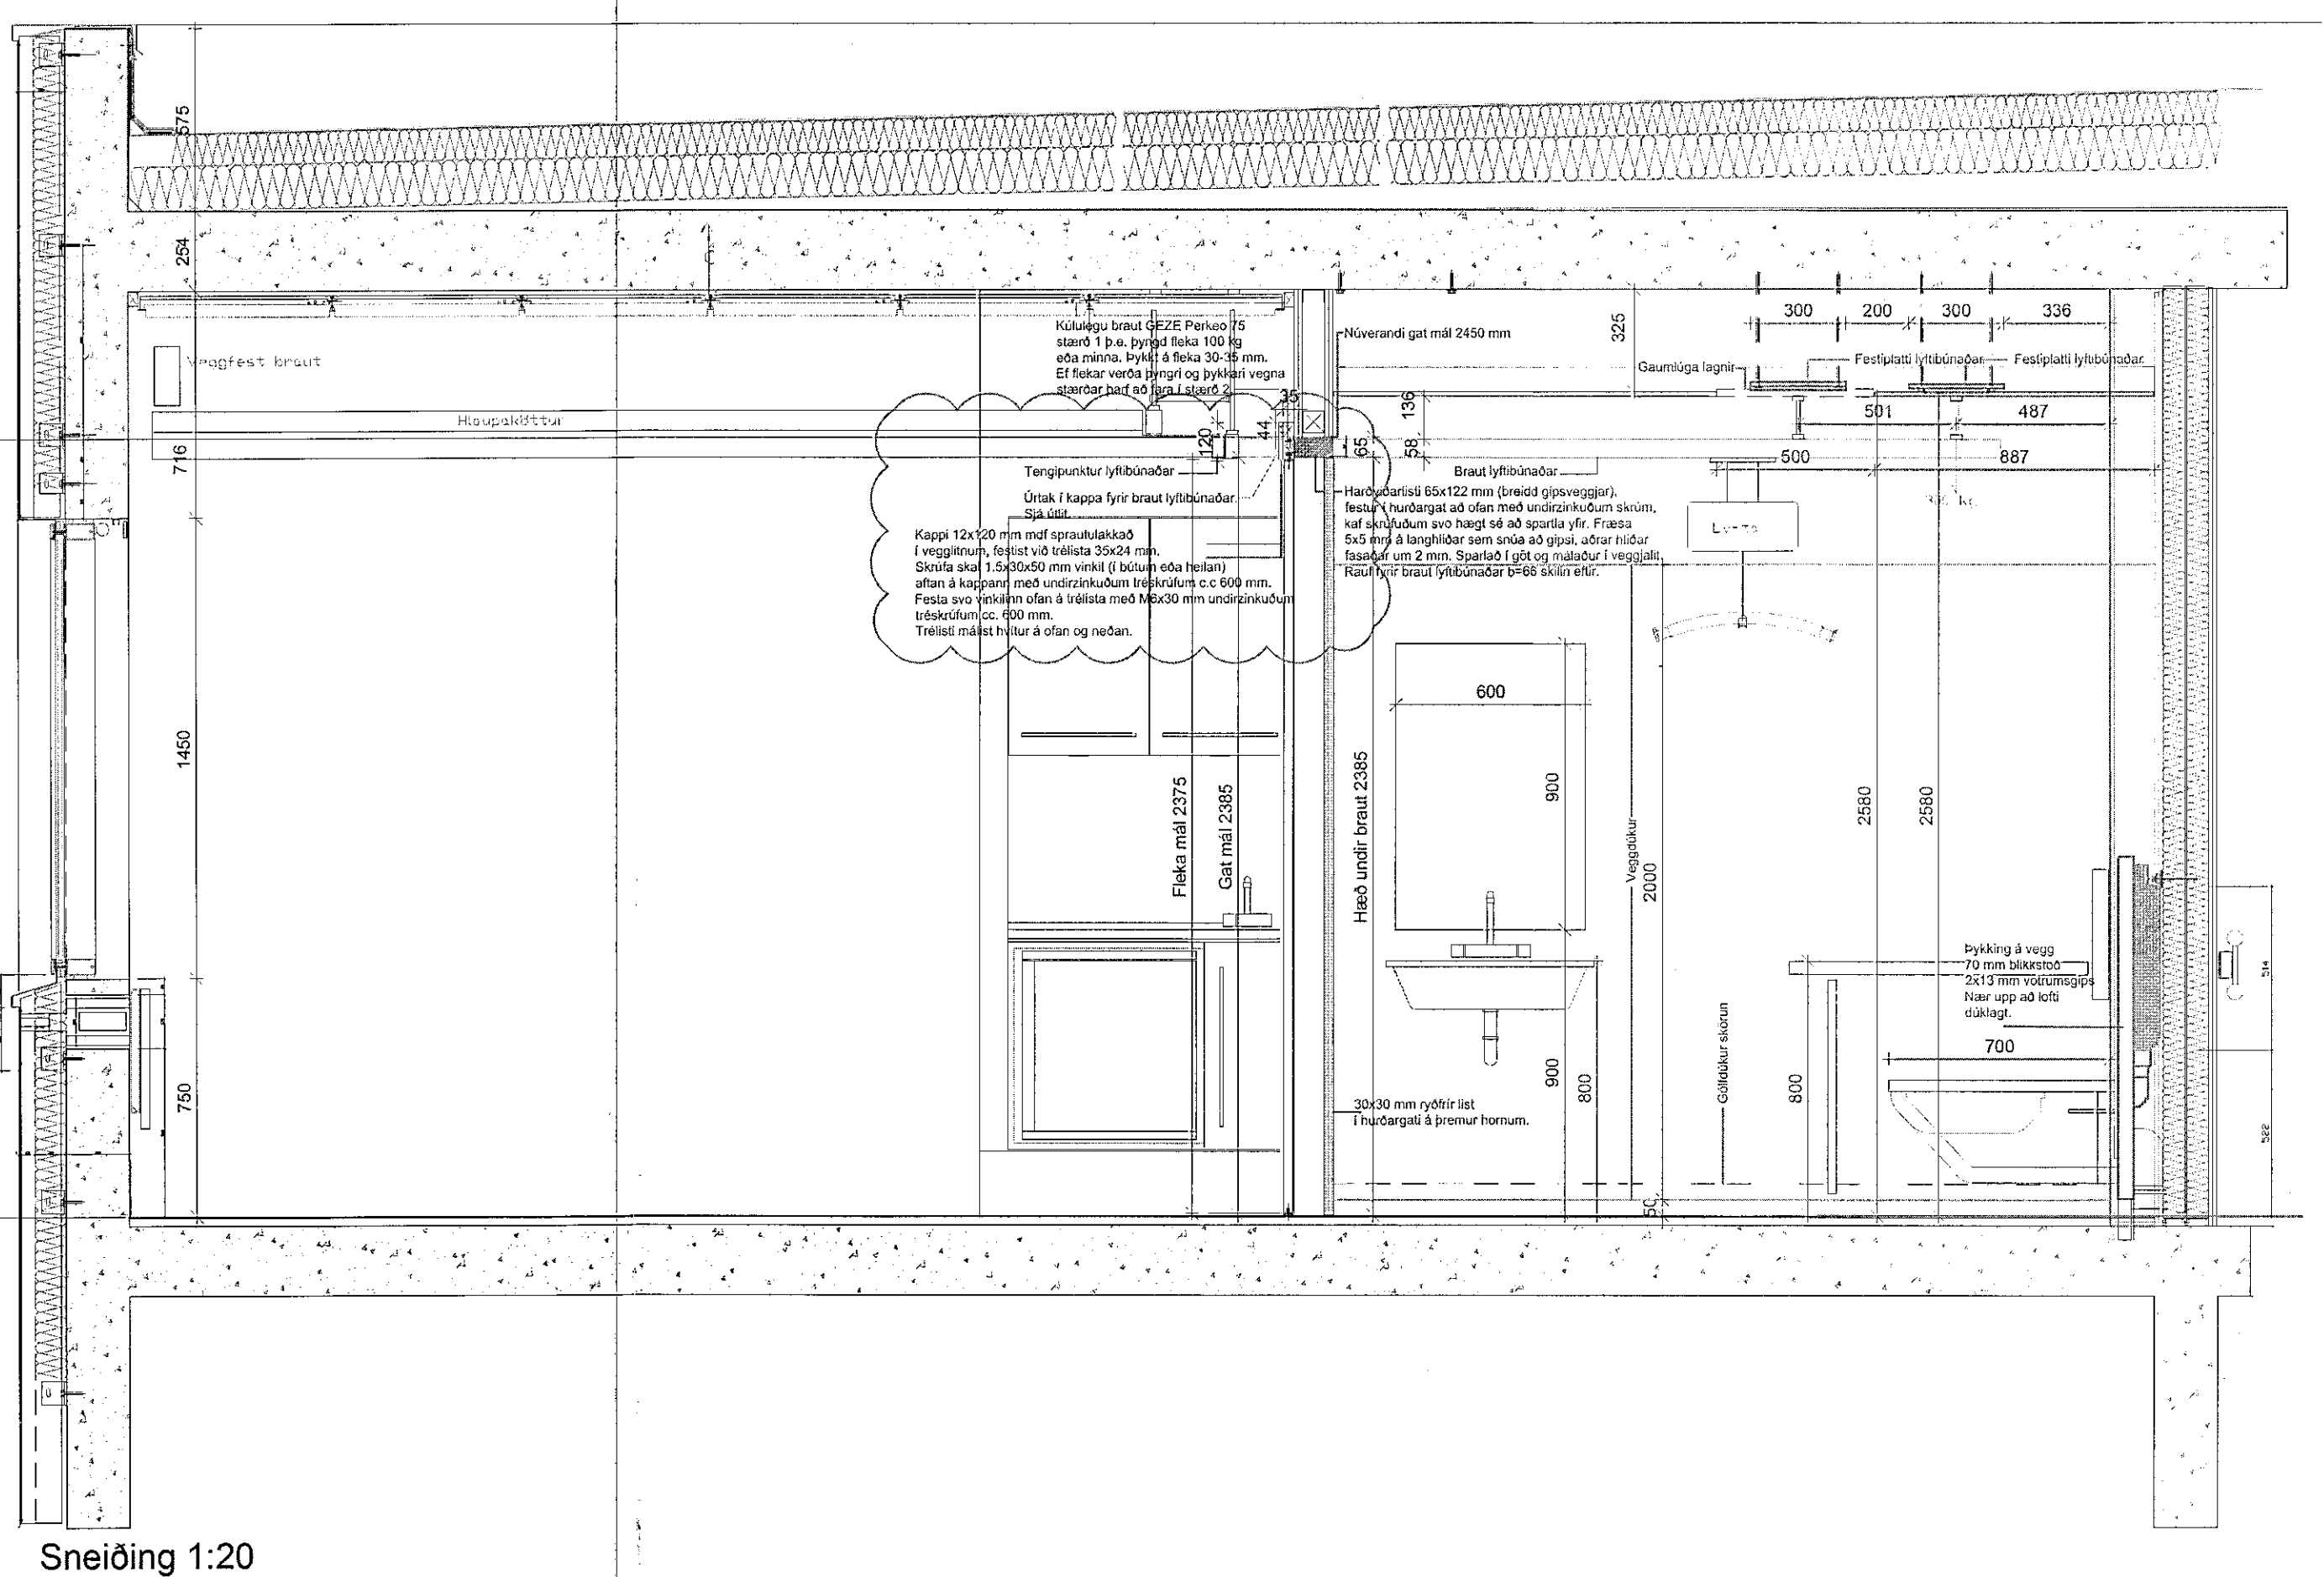 575
254
716
1450
750
Veggfest braut
Hlaupaköttur
Kúlulegu braut GEZE Perkeo 75
stærð 1 þ.e. þyngd fleka 100 kg
eða minna. Þykkt á fleka 30-35 mm.
Ef flekar verða þyngri og þykkari vegna
stærðar þarf að fara í stærð 2.
35
44
120
Tengipunktur lyftibúnaðar
Úrtak í kappa fyrir braut lyftibúnaðar.
Sjá útlit.
Kappi 12x120 mm mdf sprautulakkað
í vegglitnum, festist við trélista 35x24 mm.
Skrúfa skal 1.5x30x50 mm vinkil (í bútum eða heilan)
aftan á kappann með undirzinkuðum tréskrúfum c.c 600 mm.
Festa svo vinkilinn ofan á trélista með M6x30 mm undirzinkuðum
tréskrúfum cc. 600 mm.
Trélisti málist hvítur á ofan og neðan.
Fleka mál 2375
Gat mál 2385
Núverandi gat mál 2450 mm
625
300
200
300
336
Gaumlúga lagnir
Festiplatti lyftibúnaðar.
Festiplatti lyftibúnaðar.
136
58
65
501
487
500
887
Braut lyftibúnaðar
Harðviðarlisti 65x122 mm (breidd gipsveggjar),
festur í hurðargat að ofan með undirzinkuðum skrúm,
kaf skrúfuðum svo hægt sé að spartla yfir. Fræsa
5x5 mm á langhliðar sem snúa að gipsi, aðrar hliðar
fasaðar um 2 mm. Sparlað í göt og málaður í veggjalit.
Rauf fyrir braut lyftibúnaðar b=66 skilin eftir.
600
900
Hæð undir braut 2385
Veggdúkur
2000
2580
2580
900
800
50
Gólfdúkur skörun
800
Þykking á vegg
70 mm blikkstoð
2x13 mm votrúmsgips
Nær upp að lofti
dúklagt.
700
514
522
30x30 mm ryðfrír list
í hurðargati á þremur hornum.
Sneiðing 1:20